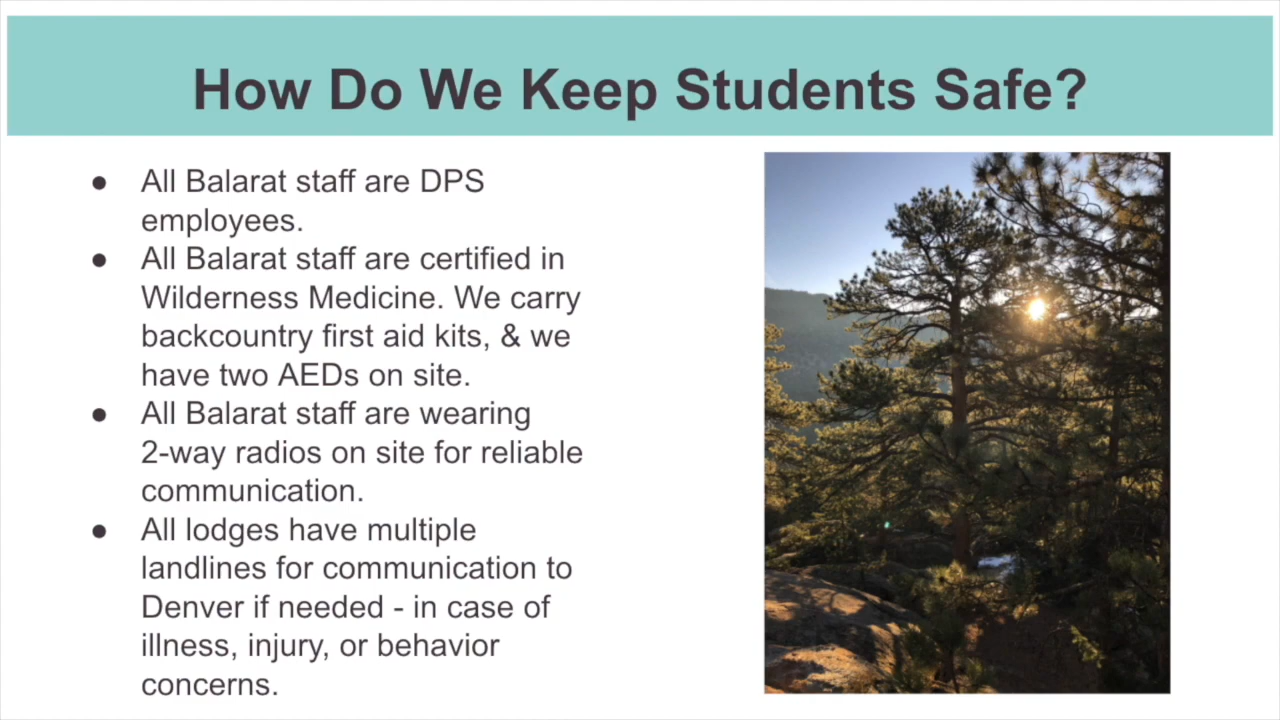 How Do We Keep Students Safe?
● All Balarat staff are DPS
employees.
● All Balarat staff are certified in
Wilderness Medicine. We carry
backcountry first aid kits, & we
have two AEDs on site.
● All Balarat staff are wearing
2-way radios on site for reliable
communication.
● All lodges have multiple
landlines for communication to
Denver if needed - in case of
illness, injury, or behavior
concerns.